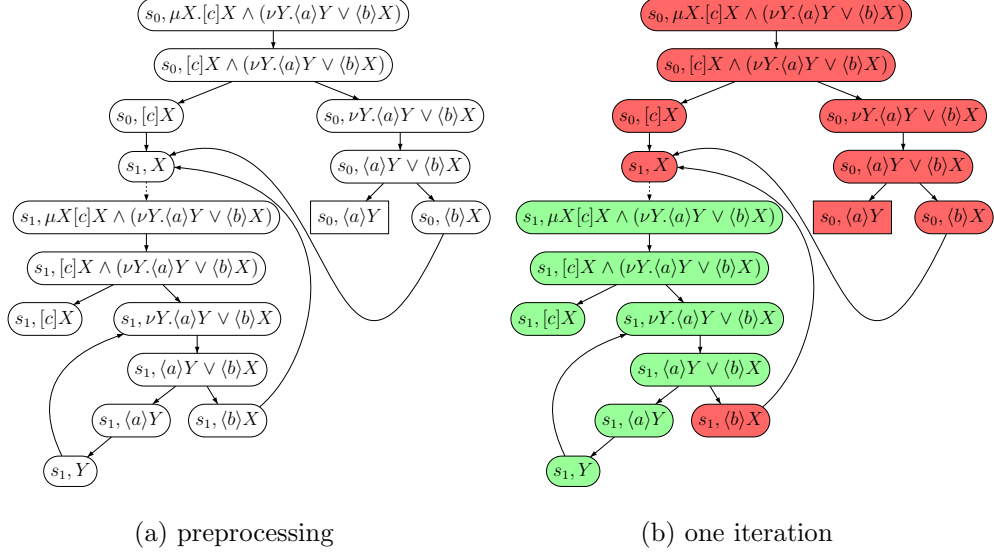 s₀, μX.[c]X ∧ (νY.⟨a⟩Y ∨ ⟨b⟩X)
s₀, [c]X ∧ (νY.⟨a⟩Y ∨ ⟨b⟩X)
s₀, [c]X
s₀, νY.⟨a⟩Y ∨ ⟨b⟩X
s₁, X
s₀, ⟨a⟩Y ∨ ⟨b⟩X
s₁, μX[c]X ∧ (νY.⟨a⟩Y ∨ ⟨b⟩X)
s₀, ⟨a⟩Y
s₀, ⟨b⟩X
s₁, [c]X ∧ (νY.⟨a⟩Y ∨ ⟨b⟩X)
s₁, [c]X
s₁, νY.⟨a⟩Y ∨ ⟨b⟩X
s₁, ⟨a⟩Y ∨ ⟨b⟩X
s₁, ⟨a⟩Y
s₁, ⟨b⟩X
s₁, Y
(a) preprocessing
s₀, μX.[c]X ∧ (νY.⟨a⟩Y ∨ ⟨b⟩X)
s₀, [c]X ∧ (νY.⟨a⟩Y ∨ ⟨b⟩X)
s₀, [c]X
s₀, νY.⟨a⟩Y ∨ ⟨b⟩X
s₁, X
s₀, ⟨a⟩Y ∨ ⟨b⟩X
s₁, μX[c]X ∧ (νY.⟨a⟩Y ∨ ⟨b⟩X)
s₀, ⟨a⟩Y
s₀, ⟨b⟩X
s₁, [c]X ∧ (νY.⟨a⟩Y ∨ ⟨b⟩X)
s₁, [c]X
s₁, νY.⟨a⟩Y ∨ ⟨b⟩X
s₁, ⟨a⟩Y ∨ ⟨b⟩X
s₁, ⟨a⟩Y
s₁, ⟨b⟩X
s₁, Y
(b) one iteration